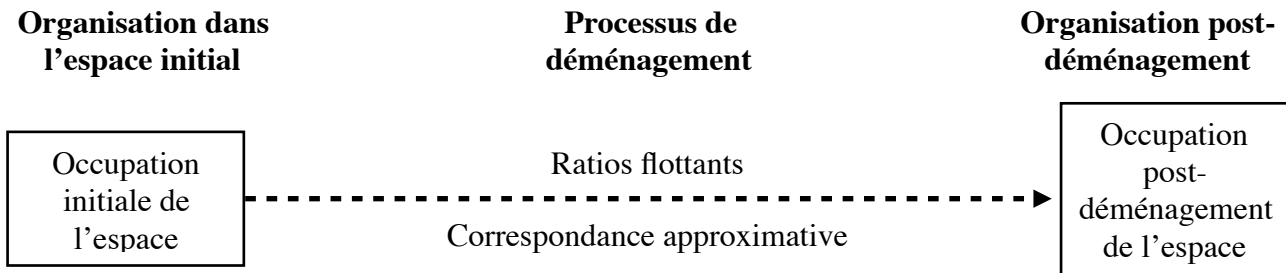 Organisation dans
l’espace initial
Processus de
déménagement
Organisation post-
déménagement
Occupation
initiale de
l’espace
Ratios flottants
Correspondance approximative
Occupation
post-
déménagement
de l’espace